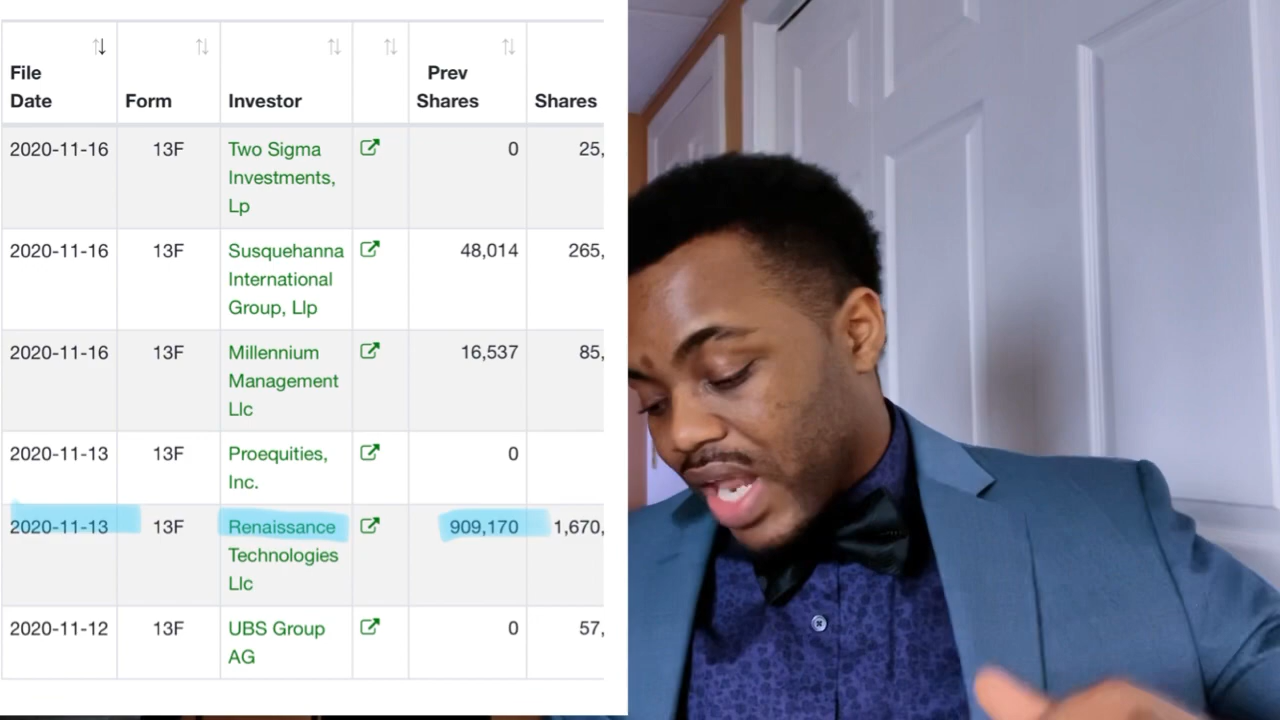 File Date
Form
Investor
Prev Shares
Shares
2020-11-16 13F Two Sigma Investments, Lp 0 25,
2020-11-16 13F Susquehanna International Group, Llp 48,014 265,
2020-11-16 13F Millennium Management Llc 16,537 85,
2020-11-13 13F Proequities, Inc. 0
2020-11-13 13F Renaissance Technologies Llc 909,170 1,670,
2020-11-12 13F UBS Group AG 0 57,